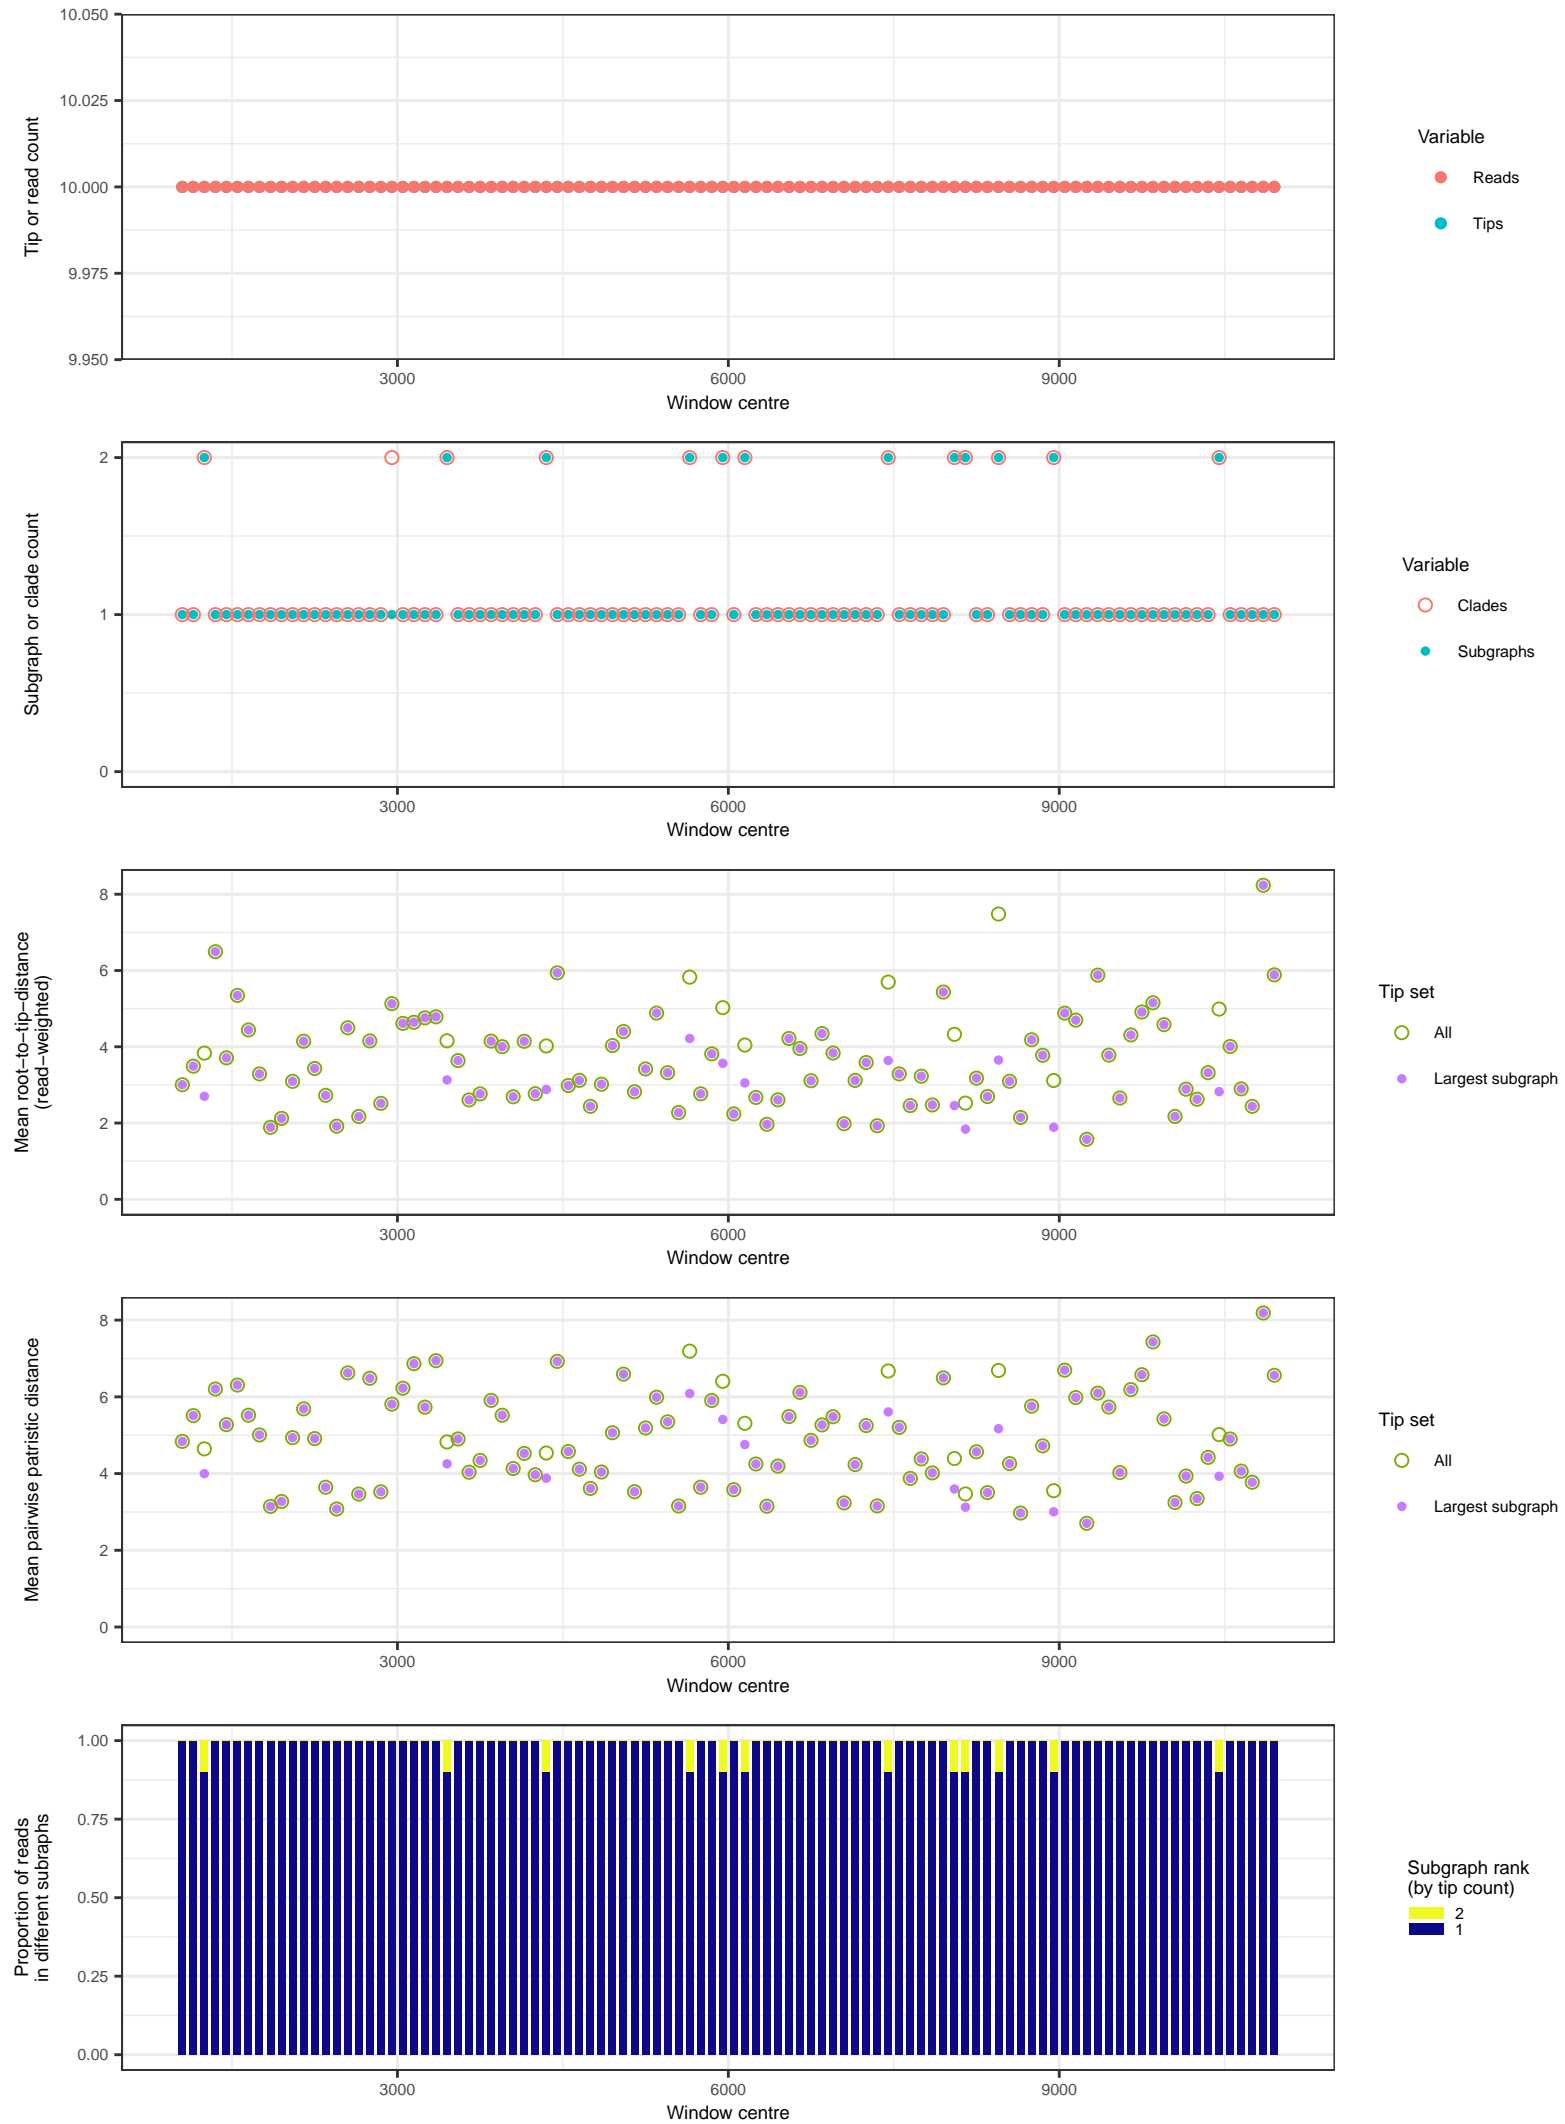 10.050
10.025
10.000
9.975
9.950
Tip or read count
3000 6000 9000
Window centre
Variable
Reads
Tips
2
1
0
Subgraph or clade count
3000 6000 9000
Window centre
Variable
Clades
Subgraphs
8
6
4
2
0
Mean root−to−tip−distance
(read−weighted)
3000 6000 9000
Window centre
Tip set
All
Largest subgraph
8
6
4
2
0
Mean pairwise patristic distance
3000 6000 9000
Window centre
Tip set
All
Largest subgraph
1.00
0.75
0.50
0.25
0.00
Proportion of reads
in different subraphs
3000 6000 9000
Window centre
Subgraph rank
(by tip count)
2
1